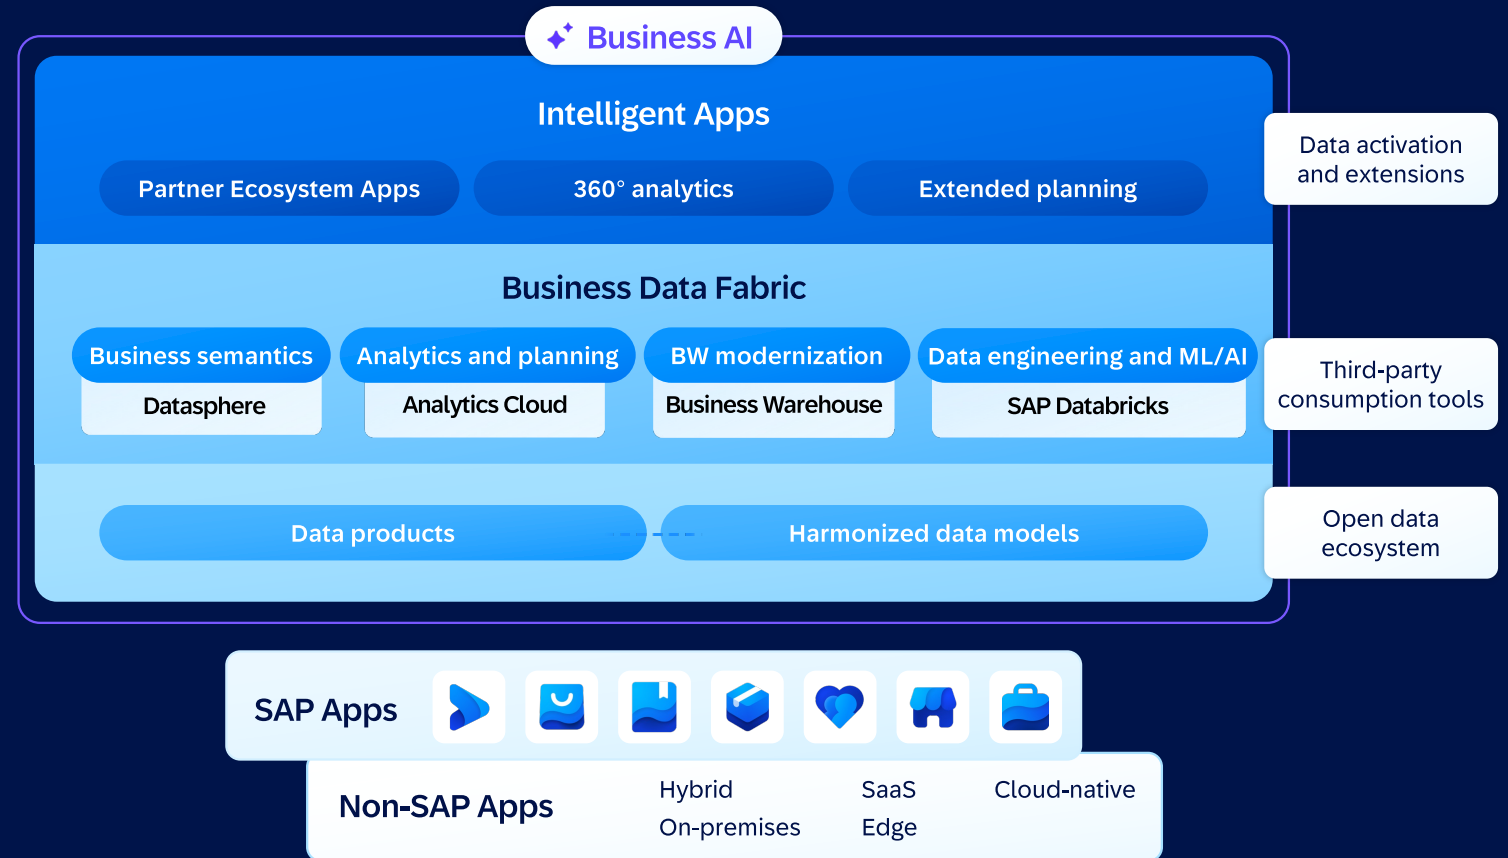 Business AI
Intelligent Apps
Partner Ecosystem Apps
360° analytics
Extended planning
Data activation
and extensions
Business Data Fabric
Business semantics
Analytics and planning
BW modernization
Data engineering and ML/AI
Datasphere
Analytics Cloud
Business Warehouse
SAP Databricks
Third-party
consumption tools
Data products
Harmonized data models
Open data
ecosystem
SAP Apps
Non-SAP Apps
Hybrid
SaaS
Cloud-native
On-premises
Edge